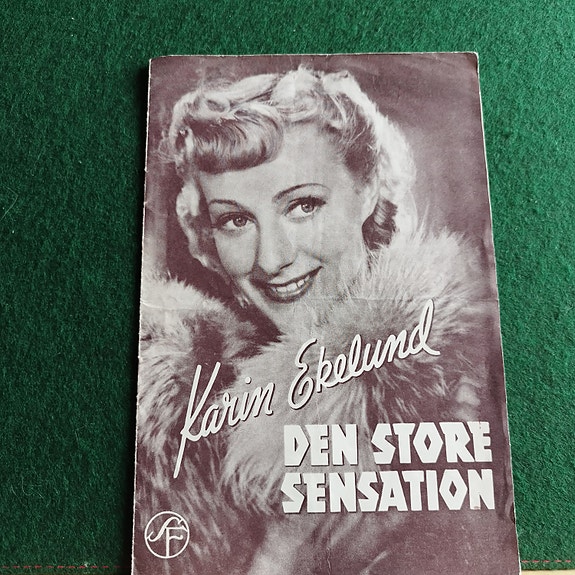 Karin Ekelund
DEN STORE
SENSATION
SF